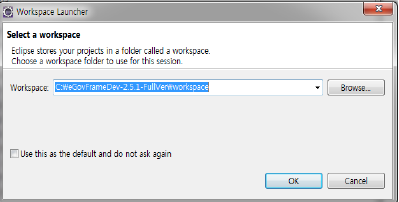 Workspace Launcher
Select a workspace
Eclipse stores your projects in a folder called a workspace.
Choose a workspace folder to use for this session.
Workspace: C:₩eGovFrameDev-2.5.1-FullVer₩workspace Browse...
Use this as the default and do not ask again
OK Cancel